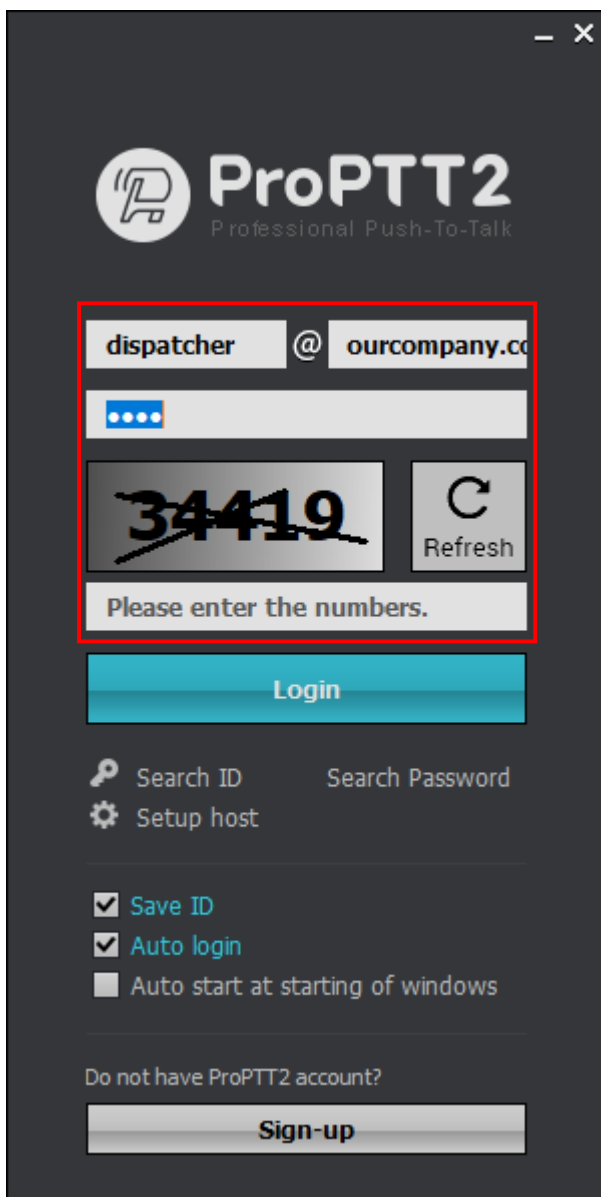 ProPTT2
Professional Push-To-Talk
dispatcher @ ourcompany.co
34419
Refresh
Please enter the numbers.
Login
Search ID Search Password
Setup host
Save ID
Auto login
Auto start at starting of windows
Do not have ProPTT2 account?
Sign-up